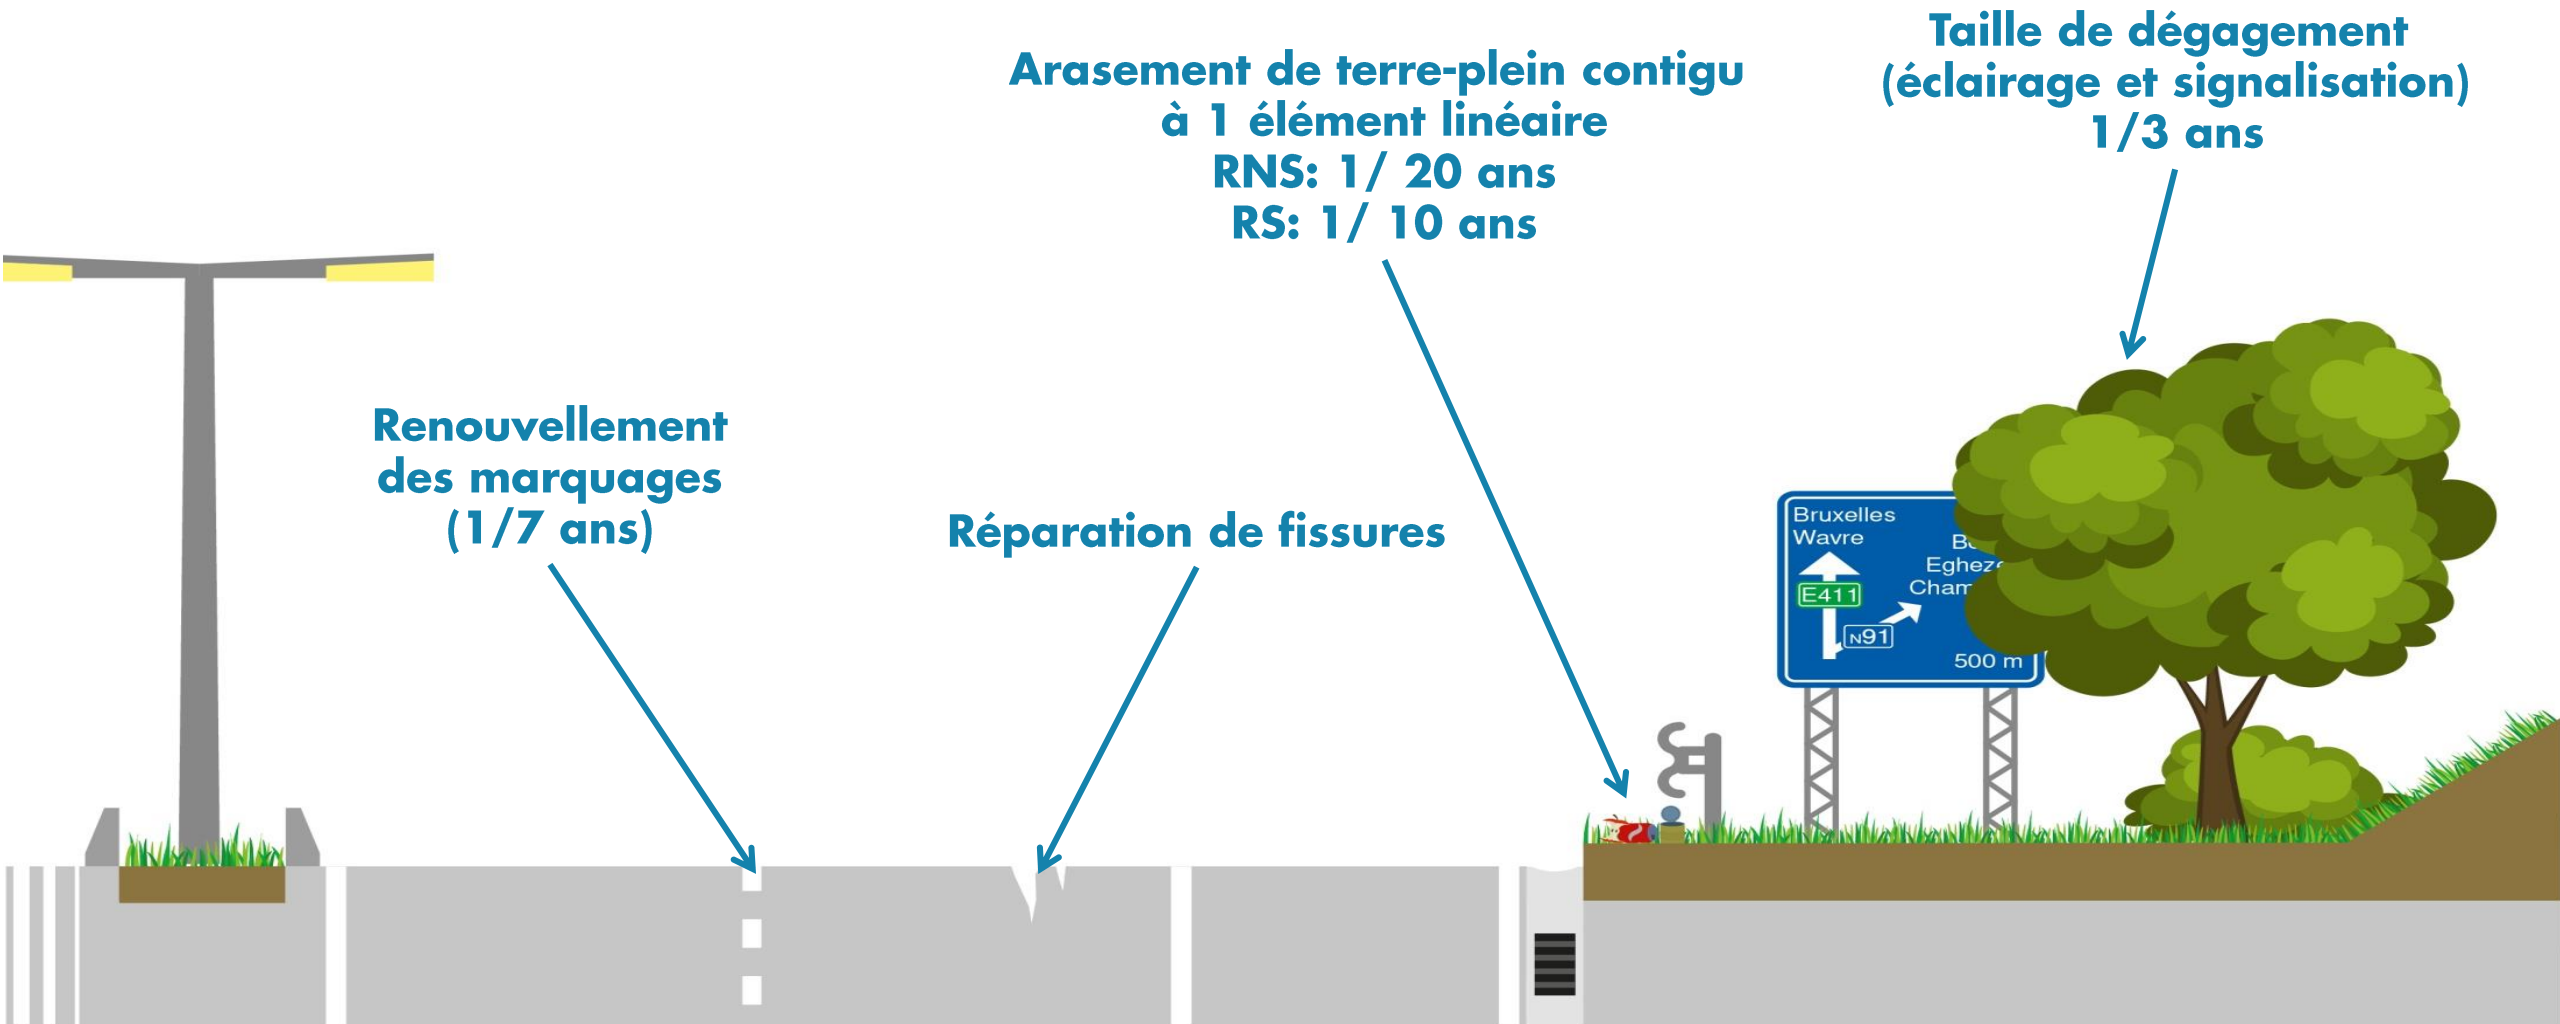 Taille de dégagement
(éclairage et signalisation)
1/3 ans
Arasement de terre-plein contigu
à 1 élément linéaire
RNS: 1/ 20 ans
RS: 1/ 10 ans
Renouvellement
des marquages
(1/7 ans)
Réparation de fissures
Bruxelles
Wavre
Eghez
Cham
E411
N91
500 m